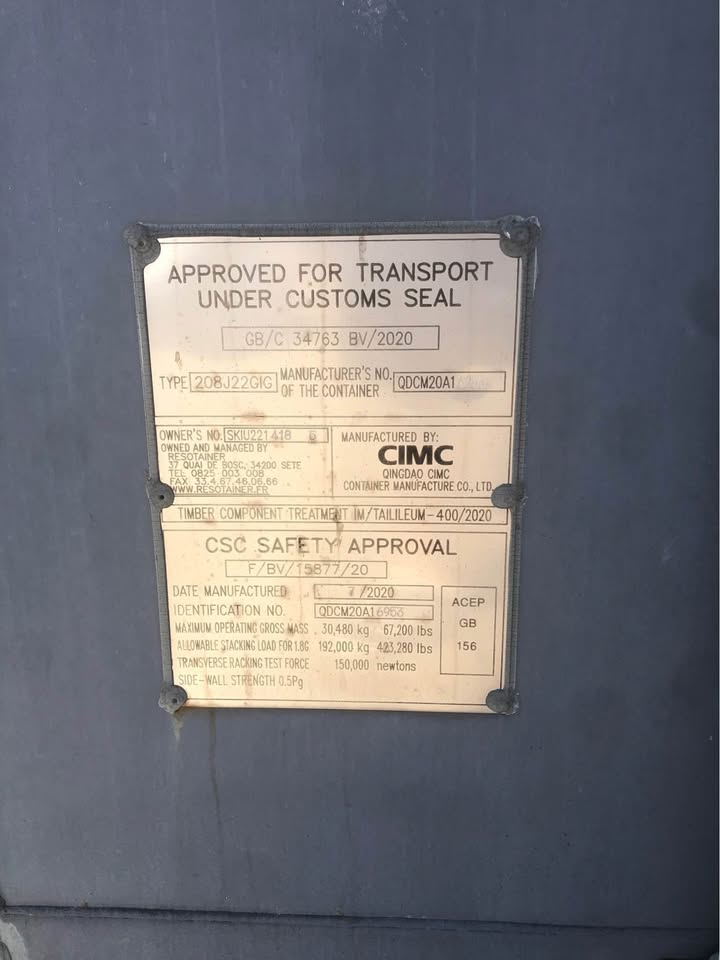 APPROVED FOR TRANSPORT
UNDER CUSTOMS SEAL
GB/C 34763 BV/2020
TYPE 208J22GIG MANUFACTURER'S NO. OF THE CONTAINER
OWNER'S NO. SKIU221418 6
OWNED AND MANAGED BY
RESOTAINER
37 QUAI DE BOSC, 34200 SETE
TEL 0825 003 008
FAX 33.4.67.46.06.66
WWW.RESOTAINER.FR
MANUFACTURED BY:
CIMC
QINGDAO CIMC
CONTAINER MANUFACTURE CO., LTD.
TIMBER COMPONENT TREATMENT IM/TAILILEUM-400/2020
CSC SAFETY APPROVAL
F/BV/15877/20
DATE MANUFACTURED 7/2020
IDENTIFICATION NO. QDCM20A16953
MAXIMUM OPERATING GROSS MASS 30,480 kg 67,200 lbs
ALLOWABLE STACKING LOAD FOR 1.8G 192,000 kg 423,280 lbs
TRANSVERSE RACKING TEST FORCE 150,000 newtons
SIDE-WALL STRENGTH 0.5Pg
ACEP
GB
156